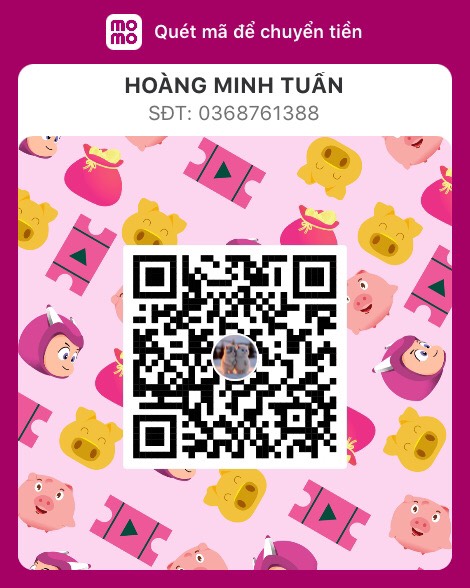 mo
mo
Quét mã để chuyển tiền
HOÀNG MINH TUẤN
SĐT: 0368761388